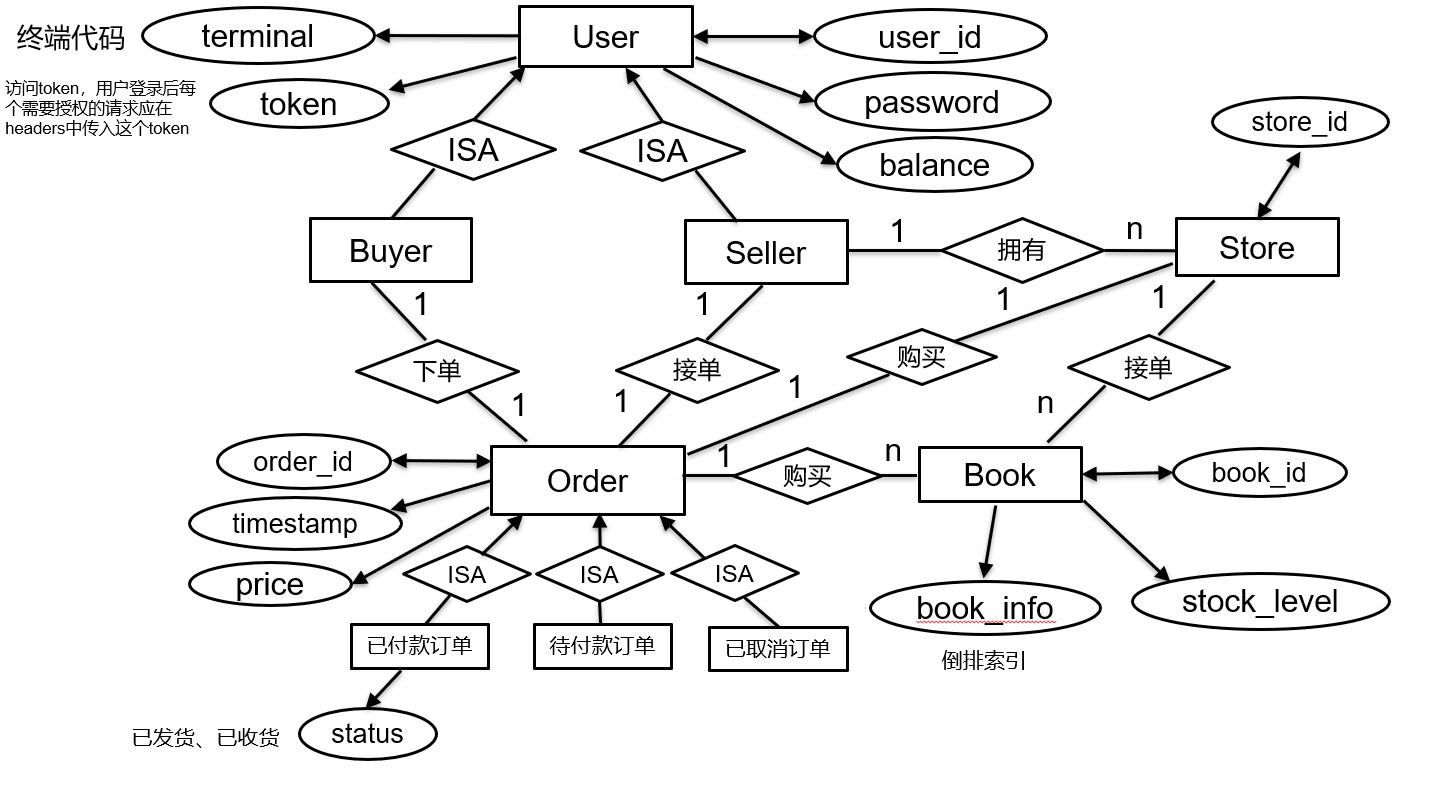 终端代码
terminal
User
user_id
访问token，用户登录后每
个需要授权的请求应在
headers中传入这个token
token
password
balance
store_id
ISA
ISA
Buyer
Seller
1
拥有
n
Store
1
1
1
1
下单
接单
购买
接单
1
1
1
n
order_id
Order
1
购买
n
Book
book_id
timestamp
price
ISA
ISA
ISA
book_info
stock_level
已付款订单
待付款订单
已取消订单
倒排索引
已发货、已收货
status